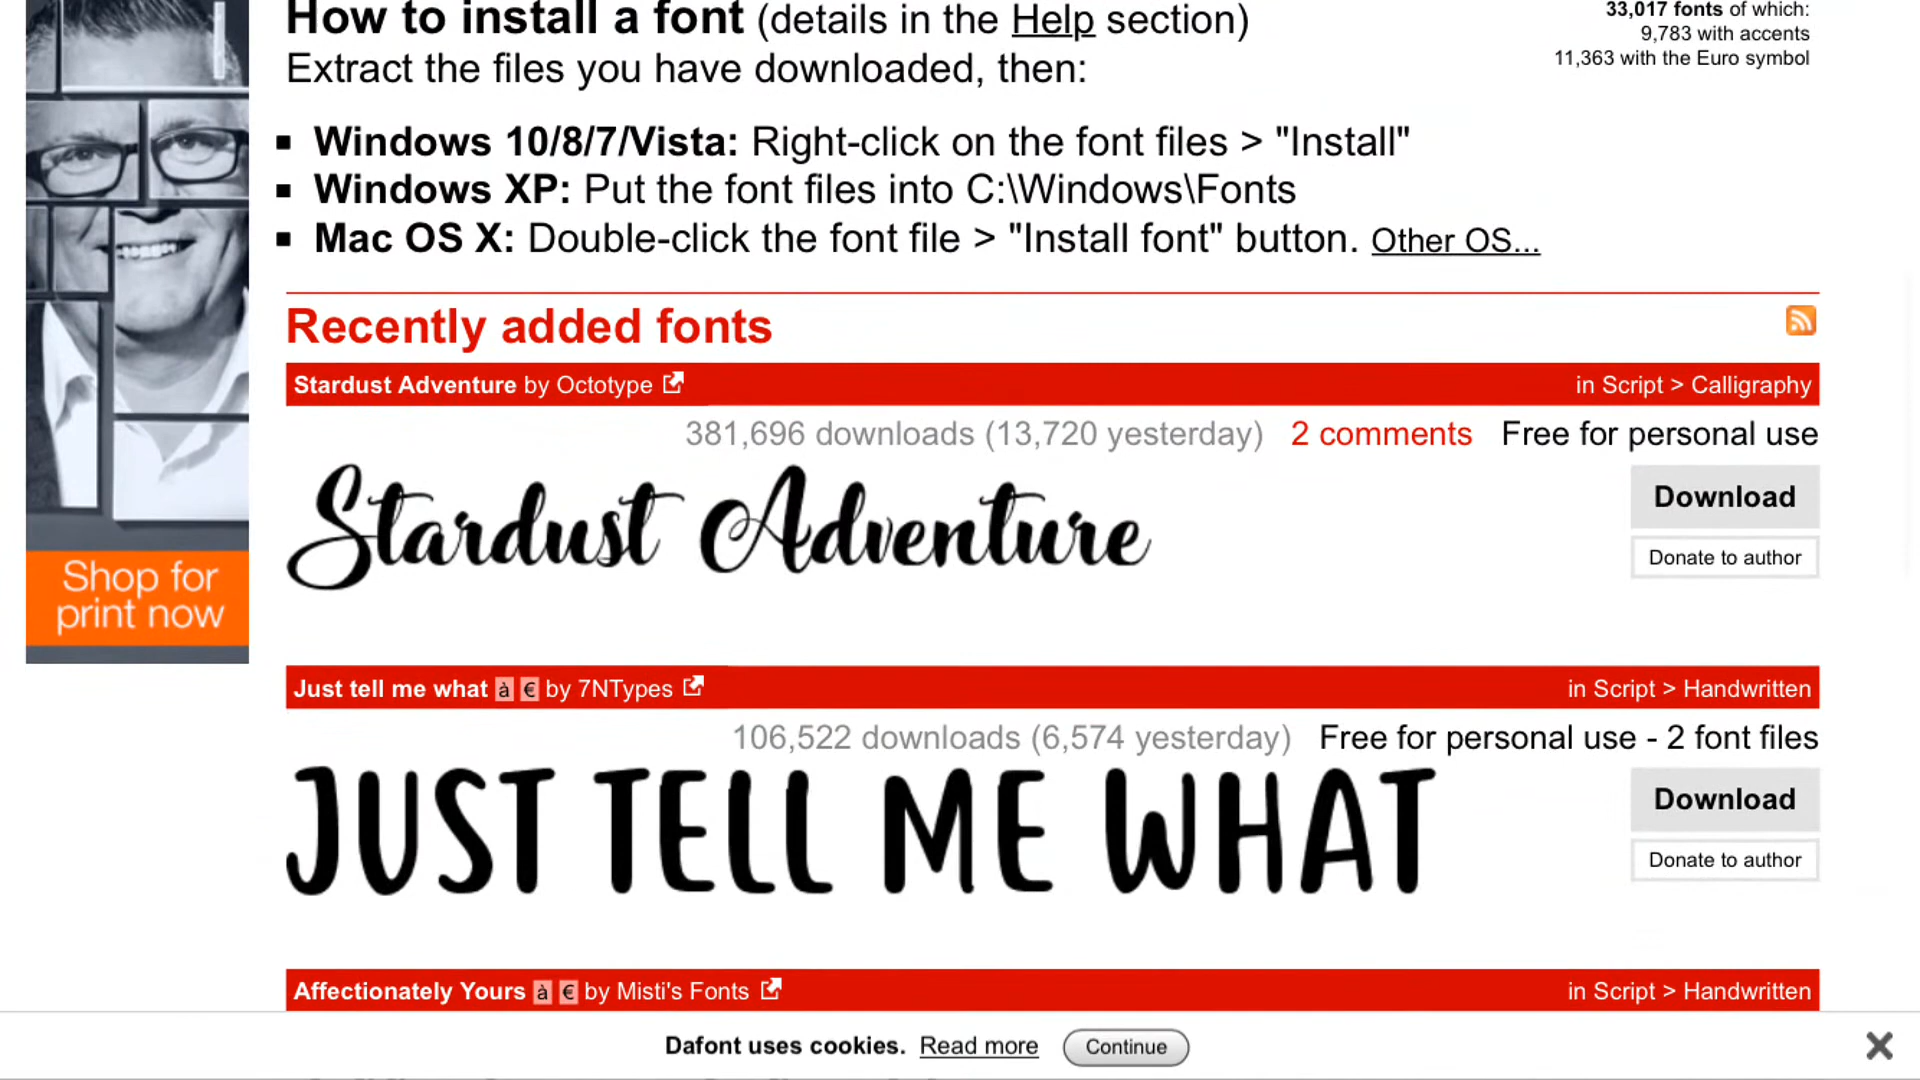 How to install a font (details in the Help section)
33,017 fonts of which:
9,783 with accents
11,363 with the Euro symbol
Extract the files you have downloaded, then:
▪ Windows 10/8/7/Vista: Right-click on the font files > "Install"
▪ Windows XP: Put the font files into C:\Windows\Fonts
▪ Mac OS X: Double-click the font file > "Install font" button. Other OS...
Shop for
print now
Recently added fonts
Stardust Adventure by Octotype in Script > Calligraphy
381,696 downloads (13,720 yesterday) 2 comments Free for personal use
Stardust Adventure
Download
Donate to author
Just tell me what à € by 7NTypes in Script > Handwritten
106,522 downloads (6,574 yesterday) Free for personal use - 2 font files
JUST TELL ME WHAT
Download
Donate to author
Affectionately Yours à € by Misti's Fonts in Script > Handwritten
Dafont uses cookies. Read more Continue